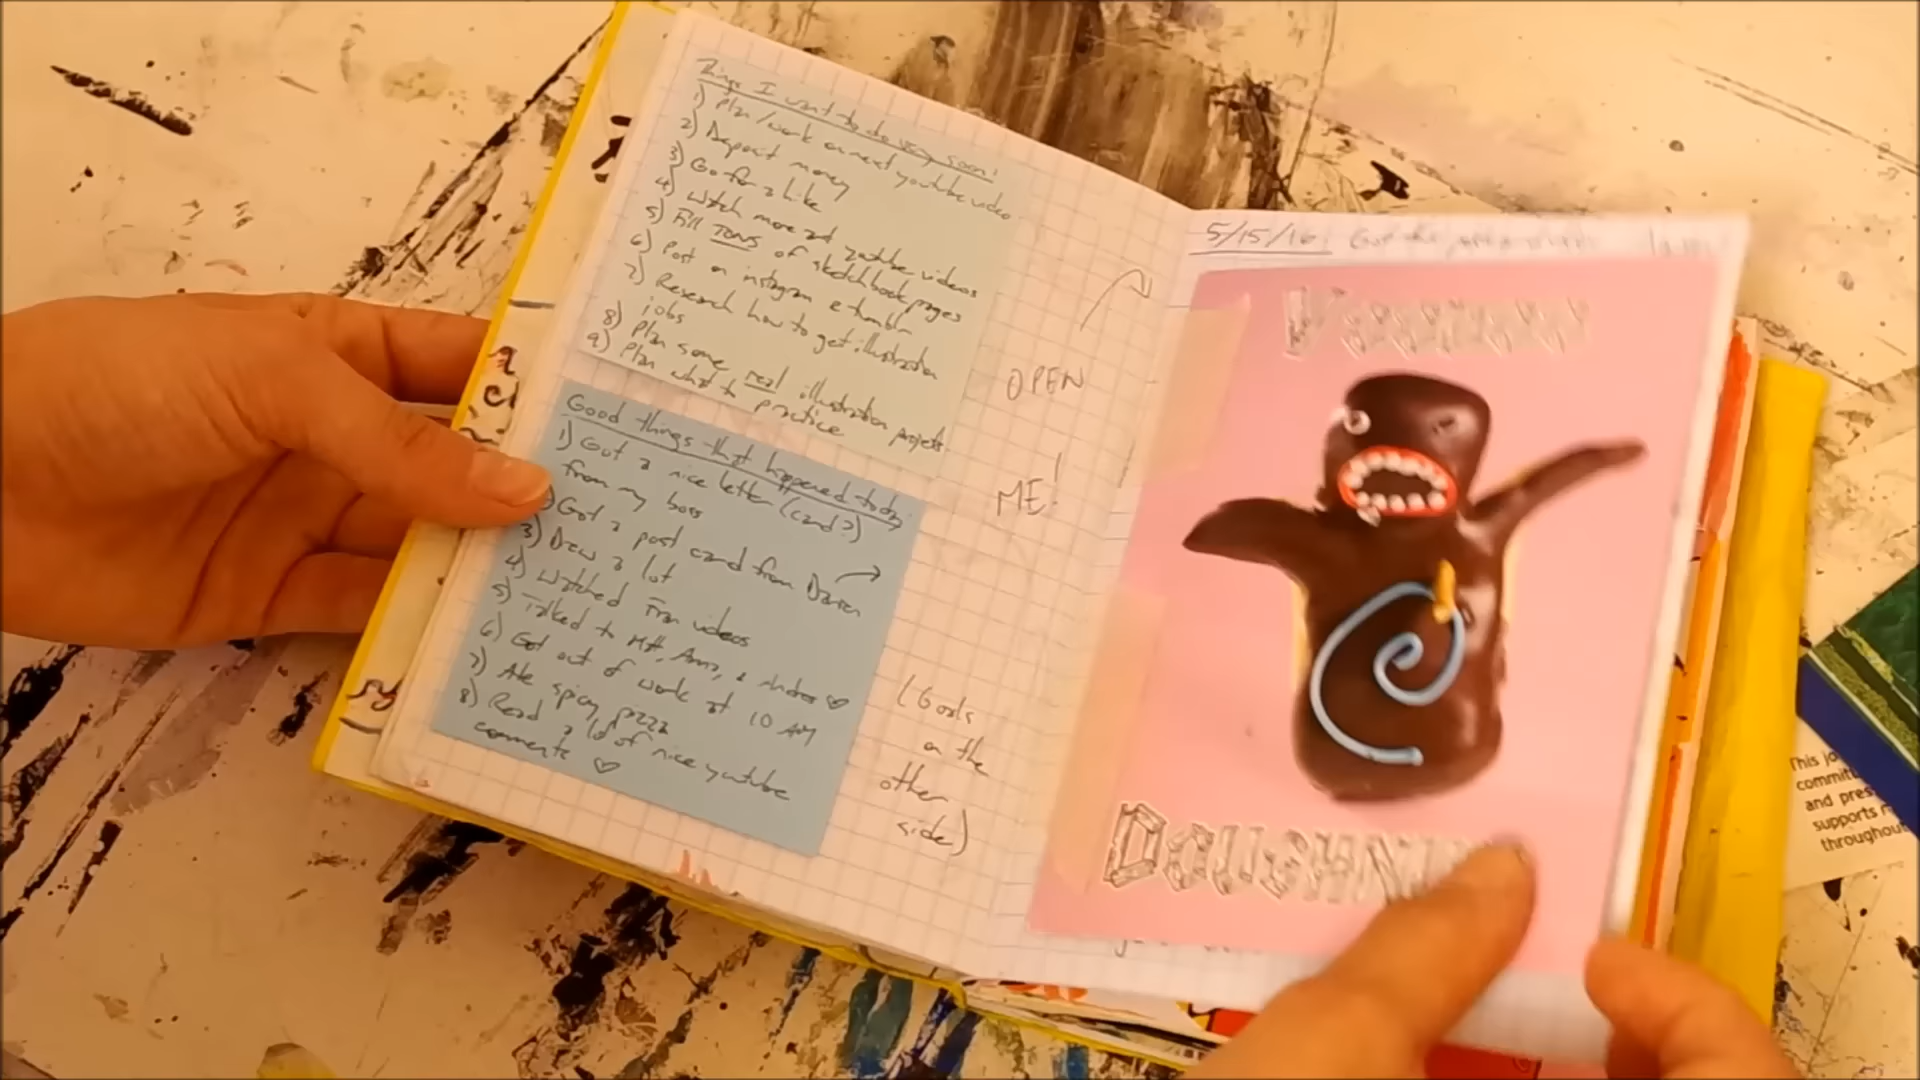 Things I want to do very soon!
1) Plan/work on next youtube video
2) Deposit money
3) Go for a hike
4) Watch more art youtube videos
5) Fill TONS of sketchbook pages
6) Post on instagram & tumblr
7) Research how to get illustration
jobs
8) Plan some real illustration projects
9) Plan what to practice
Good things that happened today:
1) Got a nice letter (card?)
from my boss
Got a post card from
3) Drew a lot
4) Watched Fran videos
5) Talked to Matt, Anna, &
6) Got out of work at 10 AM
7) Ate spicy pizza
8) Read a lot of nice youtube
comments
OPEN
ME!
(Goals
on the
other
side)
5/15/16! Got the
DOUGHNUT
This jo
committ
and pres
supports
throughout